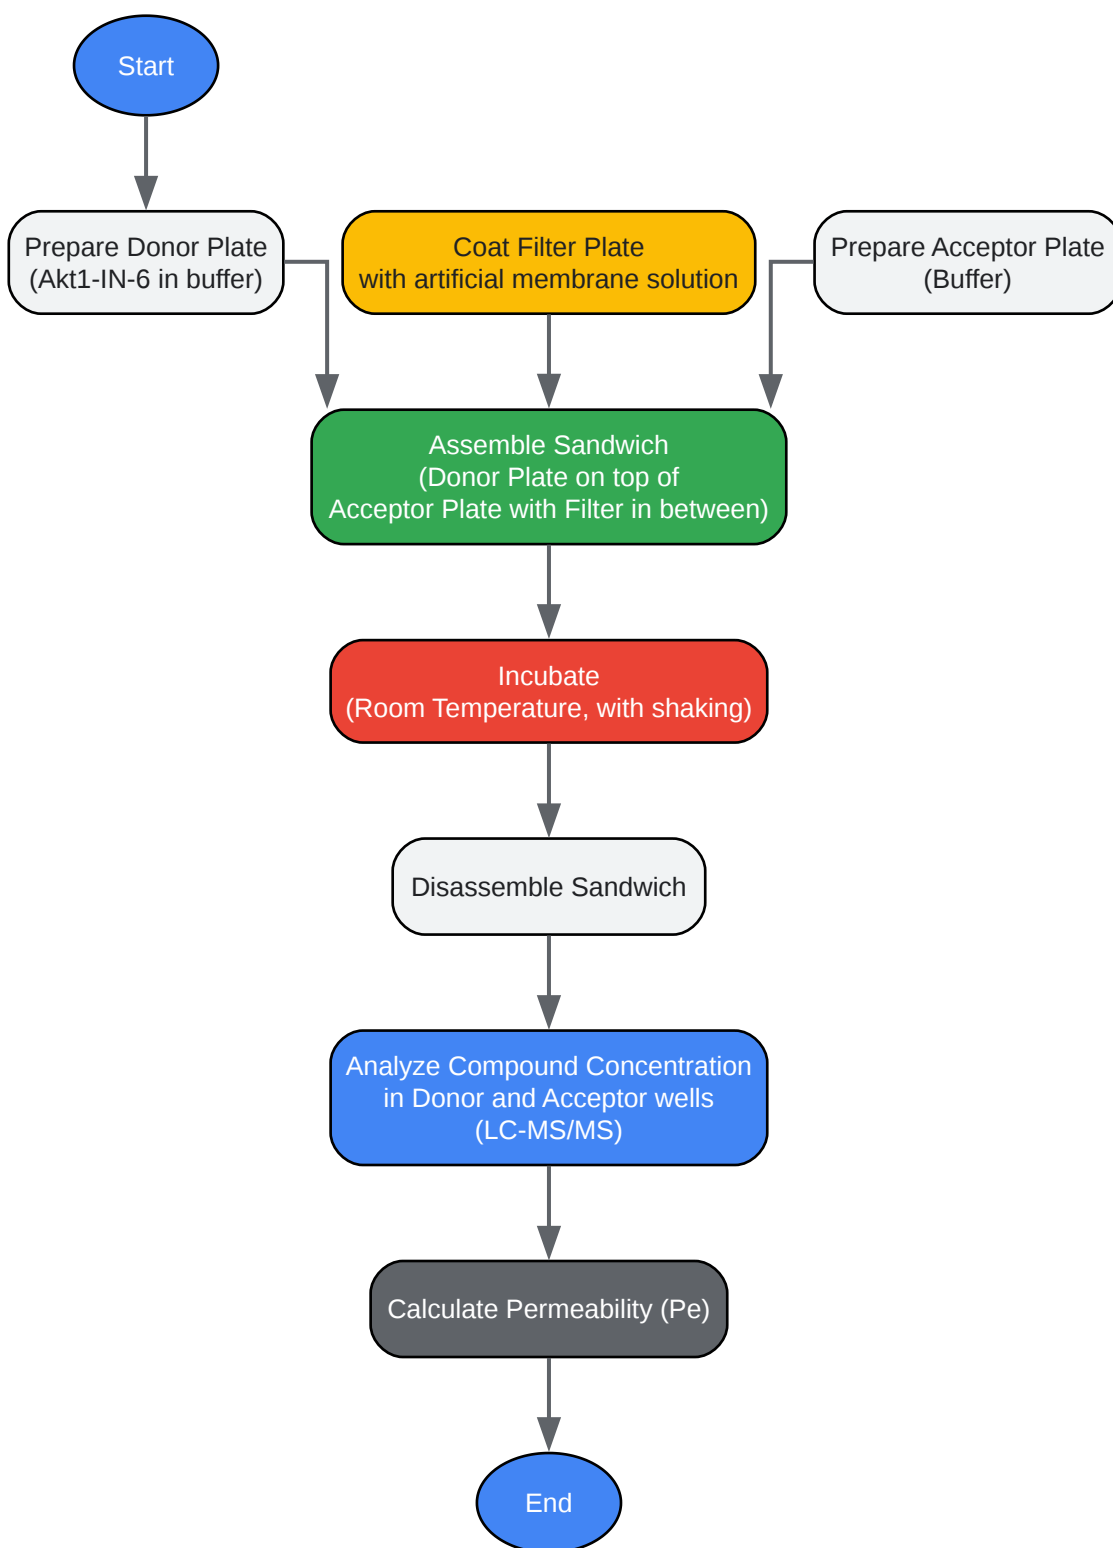 Start
Prepare Donor Plate
(Akt1-IN-6 in buffer)
Coat Filter Plate
with artificial membrane solution
Prepare Acceptor Plate
(Buffer)
Assemble Sandwich
(Donor Plate on top of
Acceptor Plate with Filter in between)
Incubate
(Room Temperature, with shaking)
Disassemble Sandwich
Analyze Compound Concentration
in Donor and Acceptor wells
(LC-MS/MS)
Calculate Permeability (Pe)
End